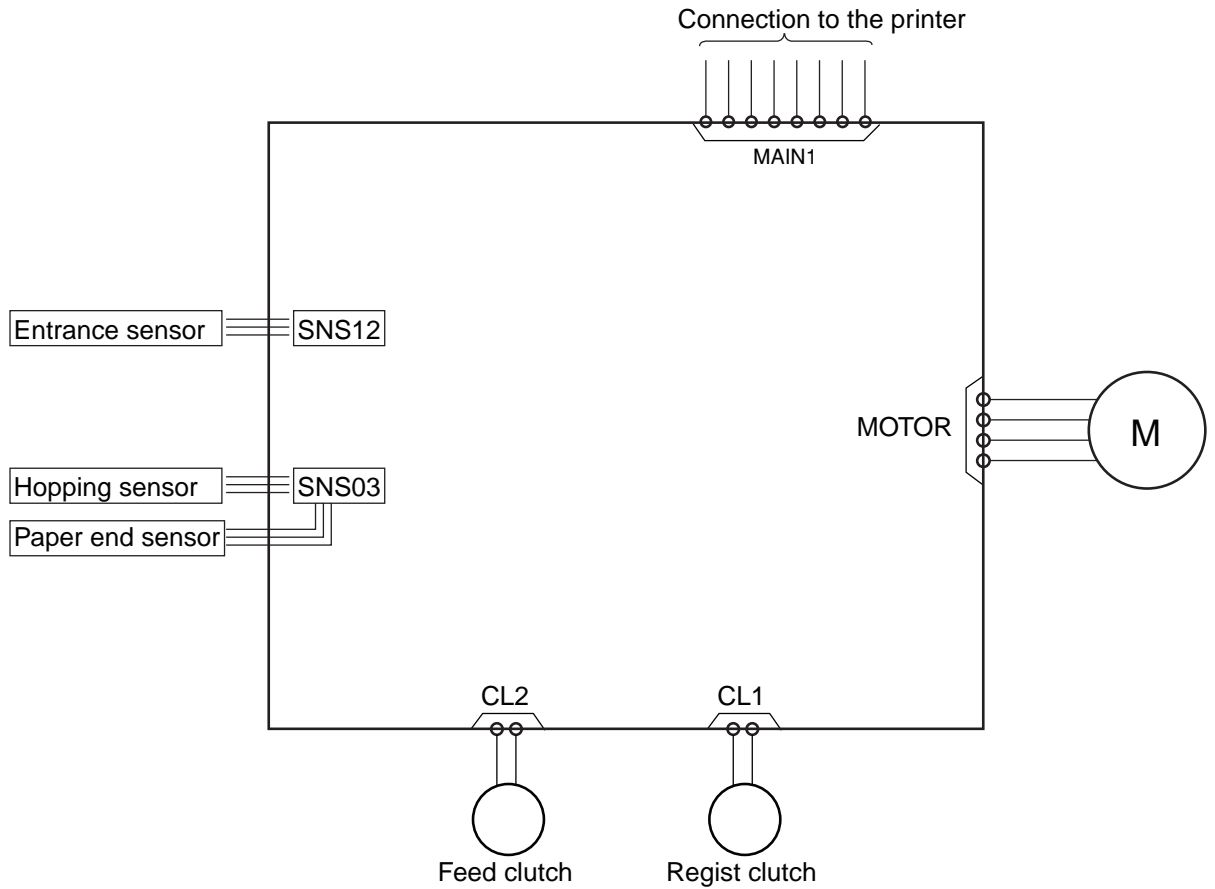 Connection to the printer
MAIN1
Entrance sensor
SNS12
MOTOR
M
Hopping sensor
SNS03
Paper end sensor
CL2
CL1
Feed clutch
Regist clutch